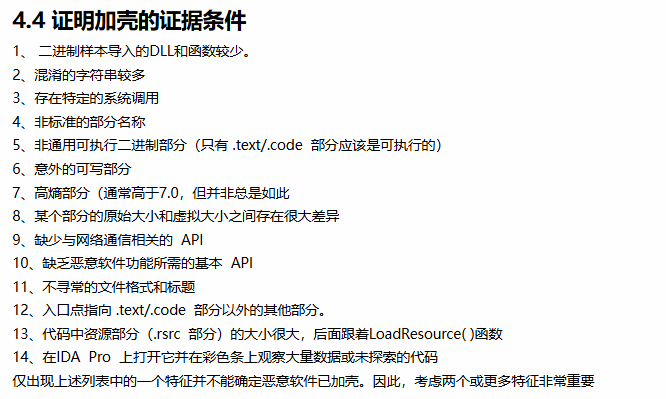 4.4 证明加壳的证据条件
1、 二进制样本导入的DLL和函数较少。
2、混淆的字符串较多
3、存在特定的系统调用
4、非标准的部分名称
5、非通用可执行二进制部分（只有 .text/.code 部分应该是可执行的）
6、意外的可写部分
7、高熵部分（通常高于7.0，但并非总是如此
8、某个部分的原始大小和虚拟大小之间存在很大差异
9、缺少与网络通信相关的 API
10、缺乏恶意软件功能所需的基本 API
11、不寻常的文件格式和标题
12、入口点指向 .text/.code 部分以外的其他部分。
13、代码中资源部分（.rsrc 部分）的大小很大，后面跟着LoadResource( )函数
14、在IDA Pro 上打开它并在彩色条上观察大量数据或未探索的代码
仅出现上述列表中的一个特征并不能确定恶意软件已加壳。因此，考虑两个或更多特征非常重要